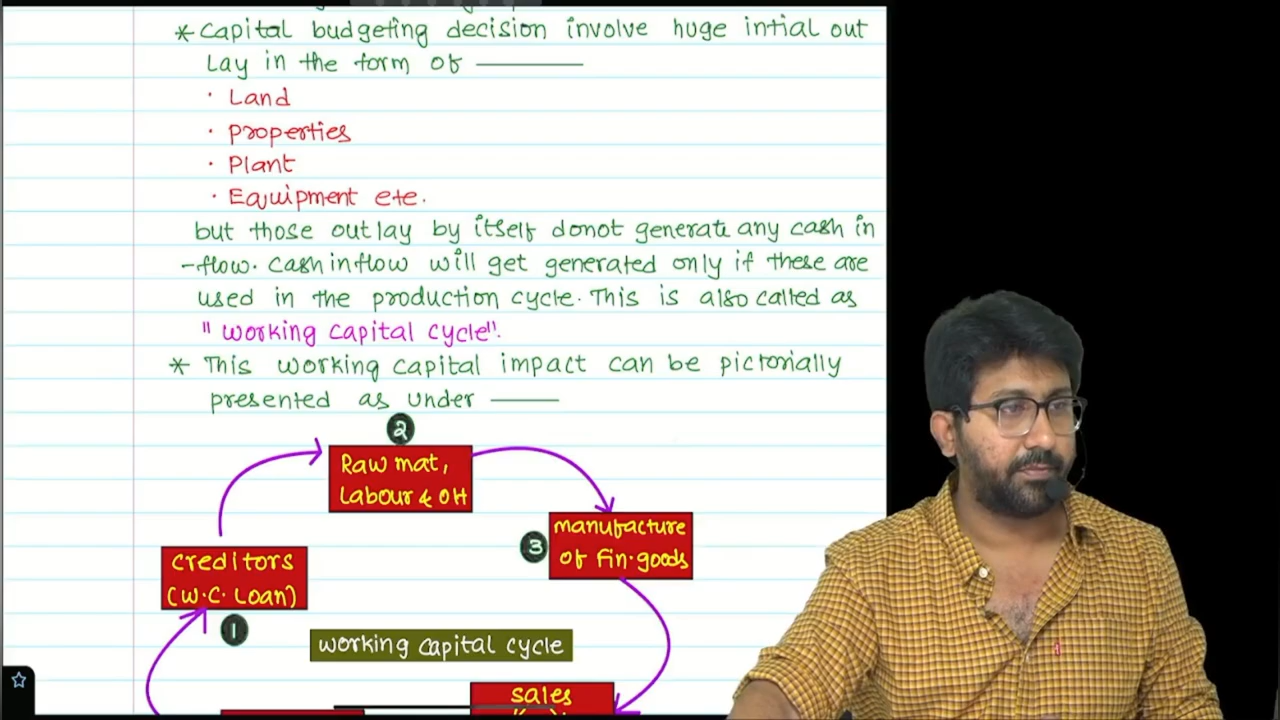 * Capital budgeting decision involve huge intial out
lay in the form of ———
· Land
· Properties
· Plant
· Equipment etc.
but those outlay by itself donot generate any cash in
-flow. Cash inflow will get generated only if these are
used in the production cycle. This is also called as
"working capital cycle".
* This working capital impact can be pictorially
presented as under ———
2
Raw mat,
Labour & OH
3
manufacture
of Fin. goods
creditors
(W.C. Loan)
1
working capital cycle
sales